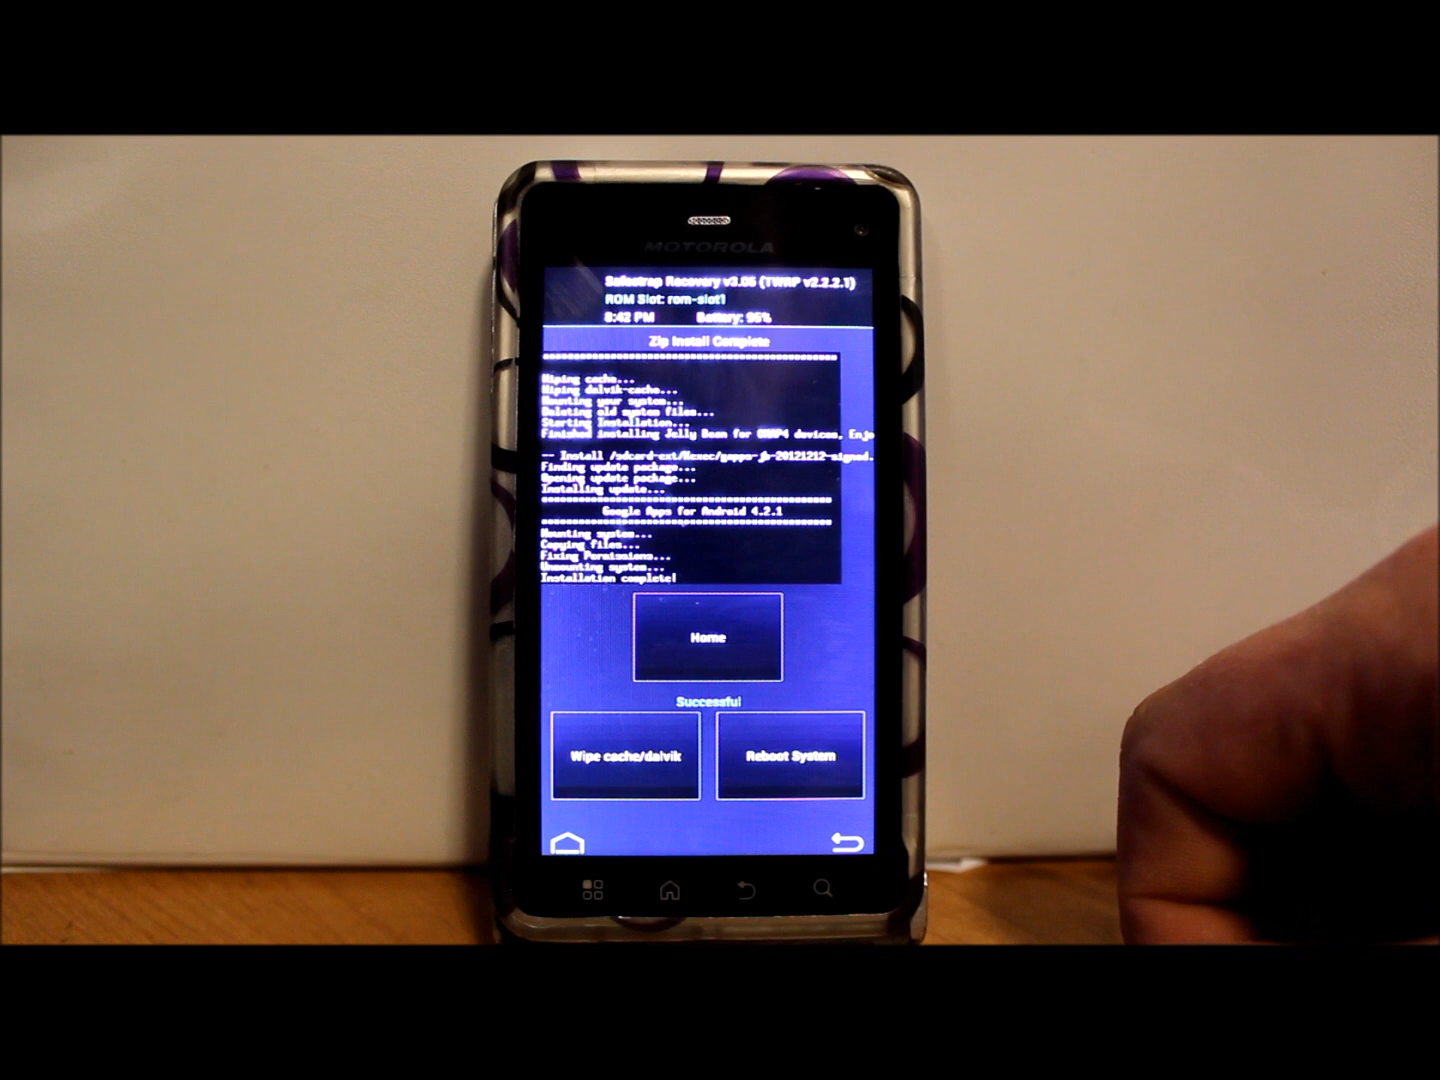 MOTOROLA
Safestrap Recovery v3.05 (TWRP v2.2.2.1)
ROM Slot: rom-slot1
8:42 PM Battery: 95%
Zip Install Complete
Wiping cache...
Wiping dalvik-cache...
Mounting your system...
Deleting old system files...
Starting Installation...
Finished installing Jelly Bean for OMAP4 devices, Enjo
-- Install /sdcard-ext/Kexec/gapps-jb-20121212-signed.
Finding update package...
Opening update package...
Installing update...
Google Apps for Android 4.2.1
Mounting system...
Copying files...
Fixing Permissions...
Unmounting system...
Installation complete!
Home
Successful
Wipe cache/dalvik
Reboot System